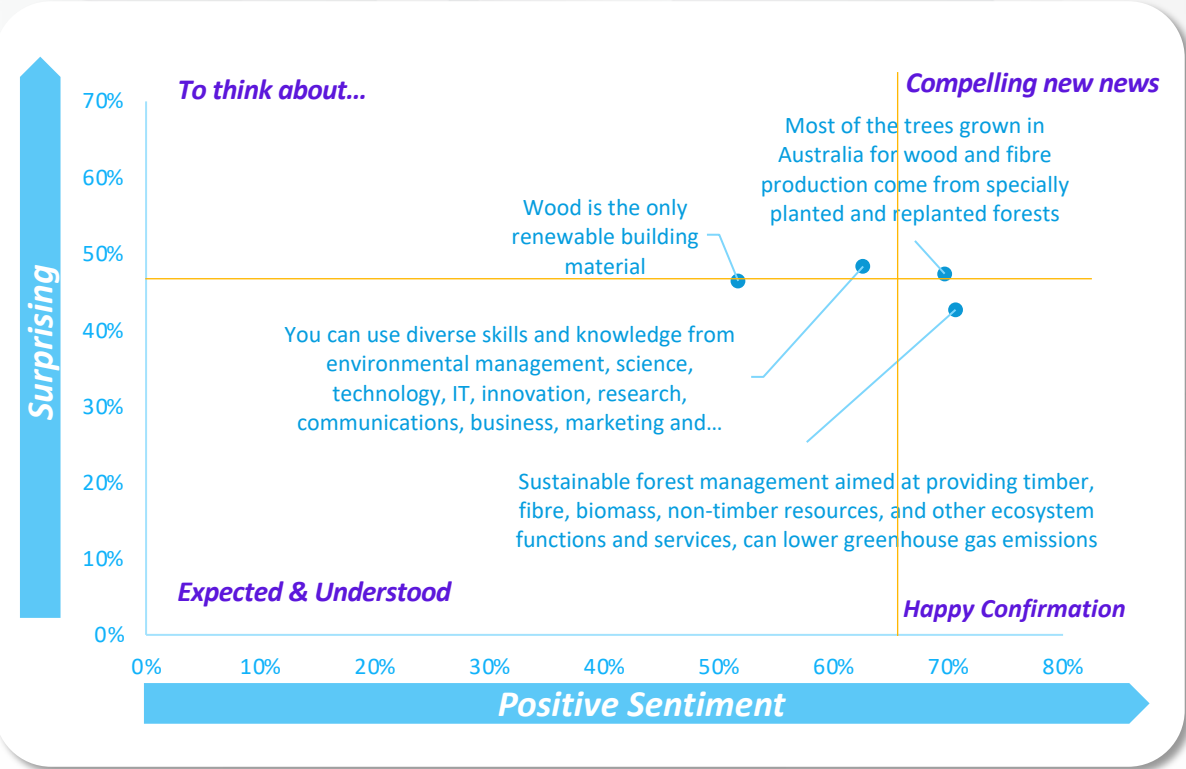 To think about...
Compelling new news
70%
60%
50%
40%
30%
20%
10%
0%
Surprising
Most of the trees grown in
Australia for wood and fibre
production come from specially
planted and replanted forests
Wood is the only
renewable building
material
You can use diverse skills and knowledge from
environmental management, science,
technology, IT, innovation, research,
communications, business, marketing and...
Sustainable forest management aimed at providing timber,
fibre, biomass, non-timber resources, and other ecosystem
functions and services, can lower greenhouse gas emissions
Expected & Understood
Happy Confirmation
0%
10%
20%
30%
40%
50%
60%
70%
80%
Positive Sentiment